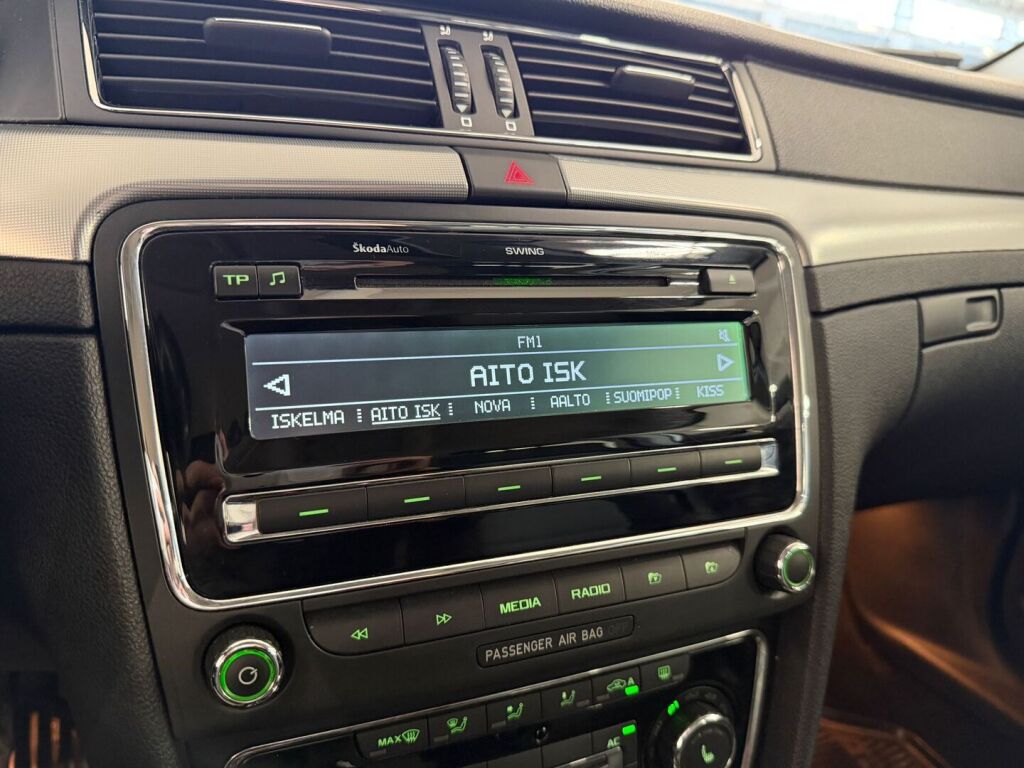 ŠkodaAuto SWING
TP
FM1
AITO ISK
ISKELMA AITO ISK NOVA AALTO SUOMIPOP KISS
MEDIA RADIO
PASSENGER AIR BAG
MAX A
AC